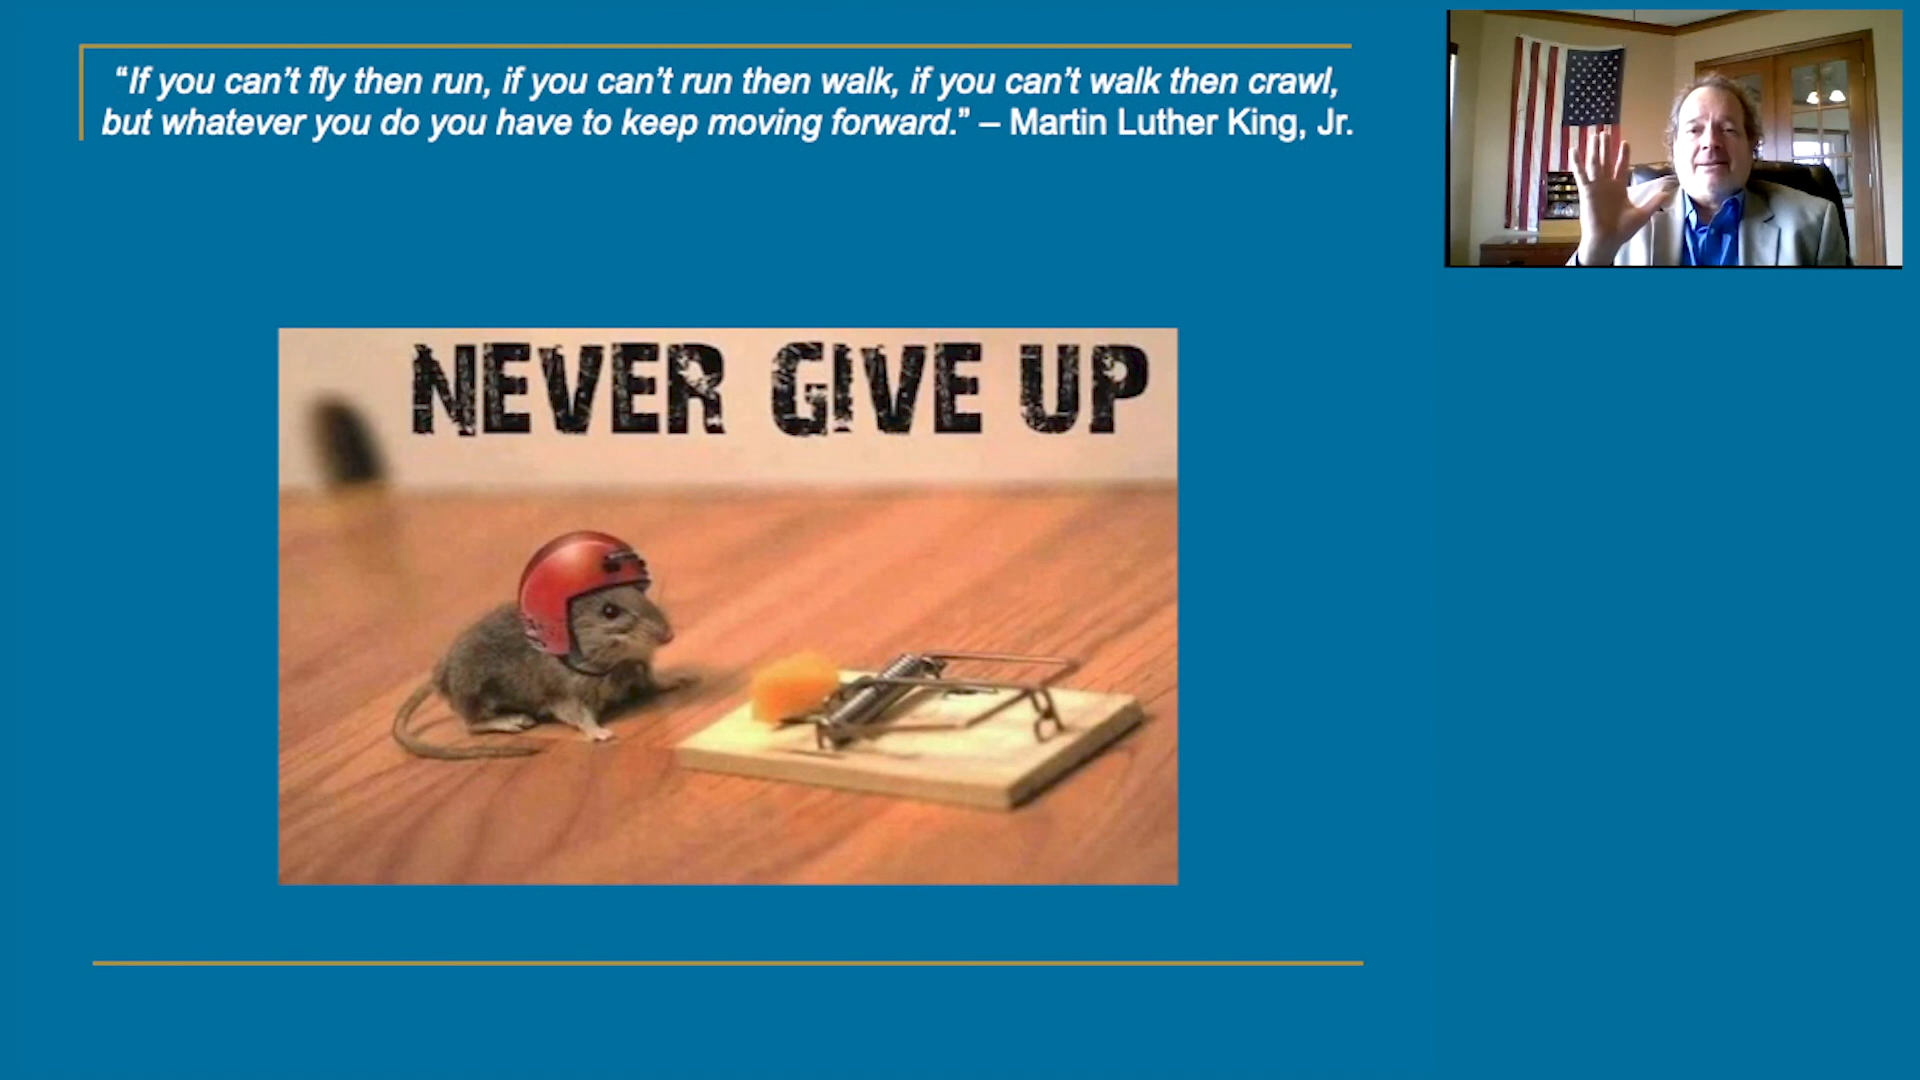 “If you can’t fly then run, if you can’t run then walk, if you can’t walk then crawl,
but whatever you do you have to keep moving forward.” – Martin Luther King, Jr.
NEVER GIVE UP